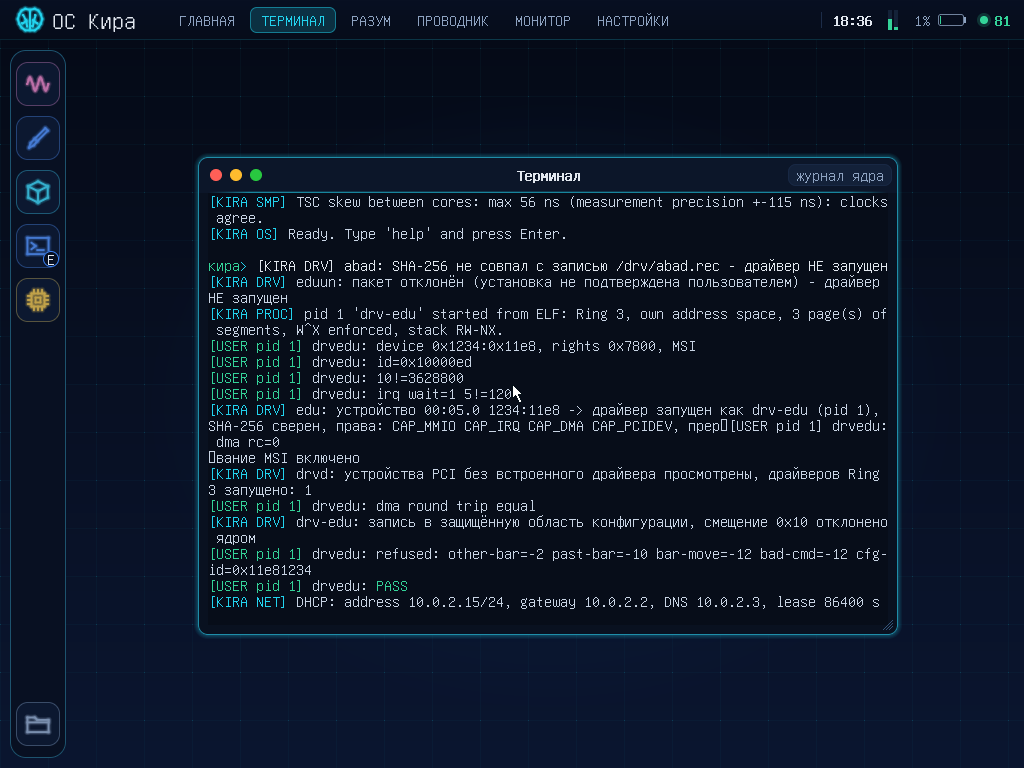 ОС Кира
ГЛАВНАЯ ТЕРМИНАЛ РАЗУМ ПРОВОДНИК МОНИТОР НАСТРОЙКИ
18:36 1% 81
E
Терминал
журнал ядра
[KIRA SMP] TSC skew between cores: max 56 ns (measurement precision +-115 ns): clocks
agree.
[KIRA OS] Ready. Type 'help' and press Enter.
кира> [KIRA DRV] abad: SHA-256 не совпал с записью /drv/abad.rec - драйвер НЕ запущен
[KIRA DRV] eduun: пакет отклонён (установка не подтверждена пользователем) - драйвер
НЕ запущен
[KIRA PROC] pid 1 'drv-edu' started from ELF: Ring 3, own address space, 3 page(s) of
segments, W^X enforced, stack RW-NX.
[USER pid 1] drvedu: device 0x1234:0x11e8, rights 0x7800, MSI
[USER pid 1] drvedu: id=0x10000ed
[USER pid 1] drvedu: 10!=3628800
[USER pid 1] drvedu: irq wait=1 5!=120
[KIRA DRV] edu: устройство 00:05.0 1234:11e8 -> драйвер запущен как drv-edu (pid 1),
SHA-256 сверен, права: CAP_MMIO CAP_IRQ CAP_DMA CAP_PCIDEV, прер▯[USER pid 1] drvedu:
dma rc=0
▯вание MSI включено
[KIRA DRV] drvd: устройства PCI без встроенного драйвера просмотрены, драйверов Ring
3 запущено: 1
[USER pid 1] drvedu: dma round trip equal
[KIRA DRV] drv-edu: запись в защищённую область конфигурации, смещение 0x10 отклонено
ядром
[USER pid 1] drvedu: refused: other-bar=-2 past-bar=-10 bar-move=-12 bad-cmd=-12 cfg-
id=0x11e81234
[USER pid 1] drvedu: PASS
[KIRA NET] DHCP: address 10.0.2.15/24, gateway 10.0.2.2, DNS 10.0.2.3, lease 86400 s